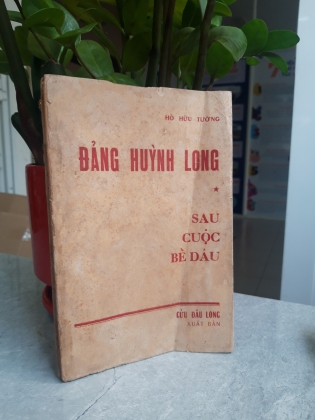 HỒ HỮU TƯỜNG
ĐẢNG HUỲNH LONG
*
SAU
CUỘC
BỂ DÂU
CỬU ĐẦU LONG
XUẤT BẢN